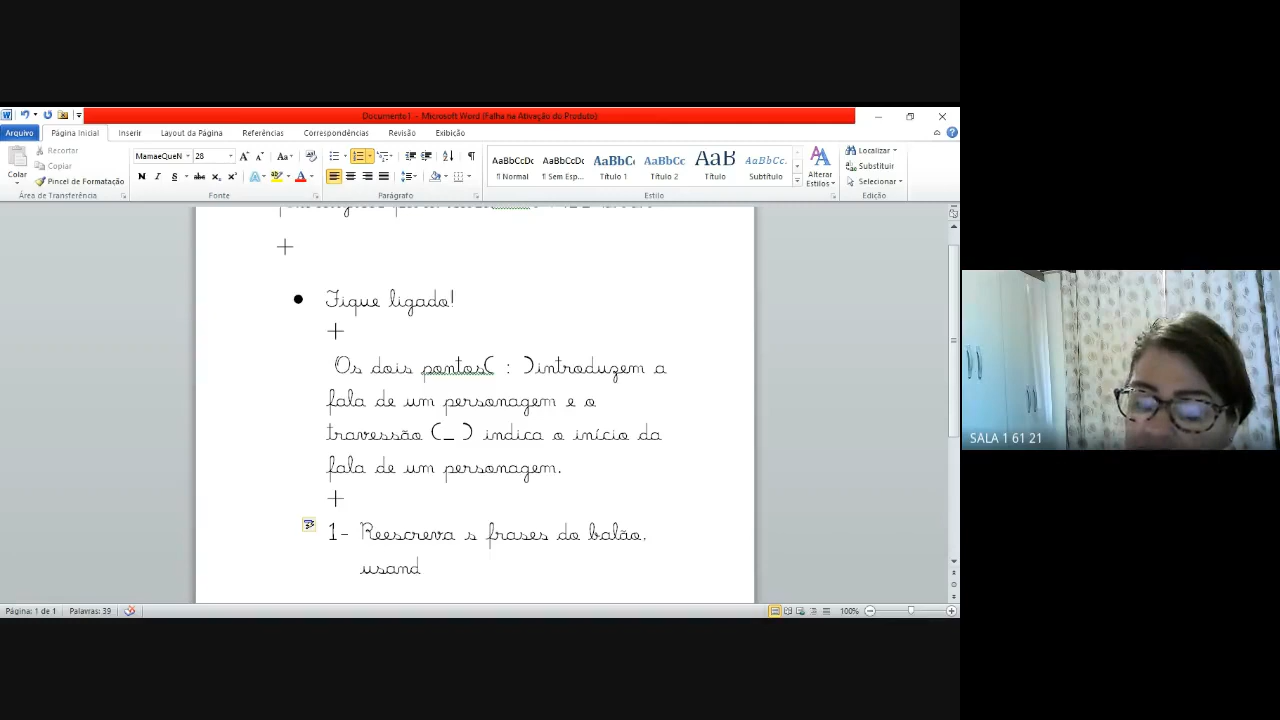 Documento1 - Microsoft Word (Falha na Ativação do Produto)
Arquivo Página Inicial Inserir Layout da Página Referências Correspondências Revisão Exibição
Colar
Recortar
Copiar
Pincel de Formatação
Área de Transferência
MamaeQueN 28
Fonte
Parágrafo
AaBbCcDc AaBbCcDc AaBbCc AaBbCc AaB AaBbCc.
¶ Normal ¶ Sem Esp... Título 1 Título 2 Título Subtítulo
Alterar Estilos
Estilo
Localizar
Substituir
Selecionar
Edição
+
• Fique ligado!
+
Os dois pontos( : )introduzem a
fala de um personagem e o
travessão (_ ) indica o início da
fala de um personagem.
+
1- Reescreva s frases do balão,
usand
Página: 1 de 1 Palavras: 39
100%
SALA 1 61 21